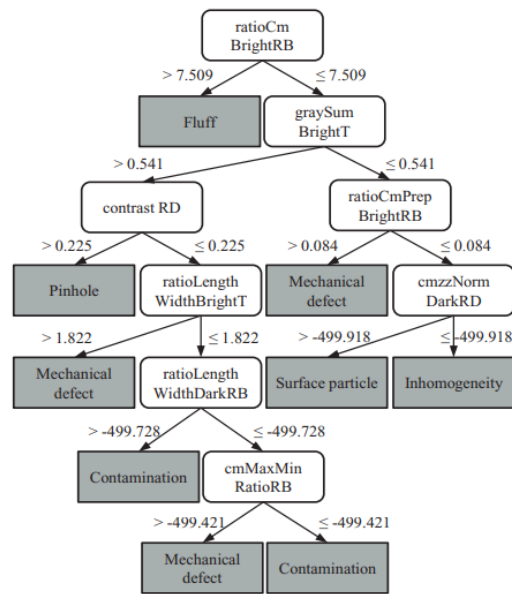 ratioCm
BrightRB
> 7.509
≤ 7.509
Fluff
graySum
BrightT
> 0.541
≤ 0.541
contrast RD
ratioCmPrep
BrightRB
> 0.225
≤ 0.225
> 0.084
≤ 0.084
Pinhole
ratioLength
WidthBrightT
Mechanical
defect
cmzzNorm
DarkRD
> 1.822
≤ 1.822
> -499.918
≤ -499.918
Mechanical
defect
ratioLength
WidthDarkRB
Surface particle
Inhomogeneity
> -499.728
≤ -499.728
Contamination
cmMaxMin
RatioRB
> -499.421
≤ -499.421
Mechanical
defect
Contamination